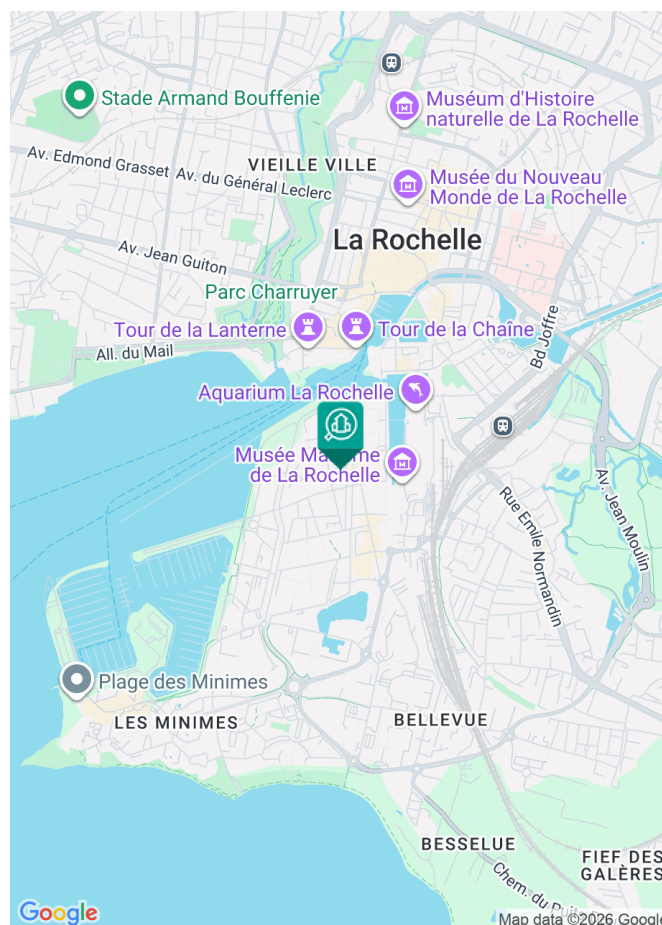 Stade Armand Bouffenie
Muséum d'Histoire
naturelle de La Rochelle
Av. Edmond Grasset
Av. du Général Leclerc
VIEILLE VILLE
Musée du Nouveau
Monde de La Rochelle
La Rochelle
Av. Jean Guiton
Parc Charruyer
Tour de la Lanterne
Tour de la Chaîne
Bd Joffre
All. du Mail
Aquarium La Rochelle
Musée Ma me
de La Rochelle
Av. Jean Moulin
Rue Emile Normandin
Plage des Minimes
LES MINIMES
BELLEVUE
BESSELUE
FIEF DES
GALÈRES
Chem. du
Google
Map data ©2026 Google